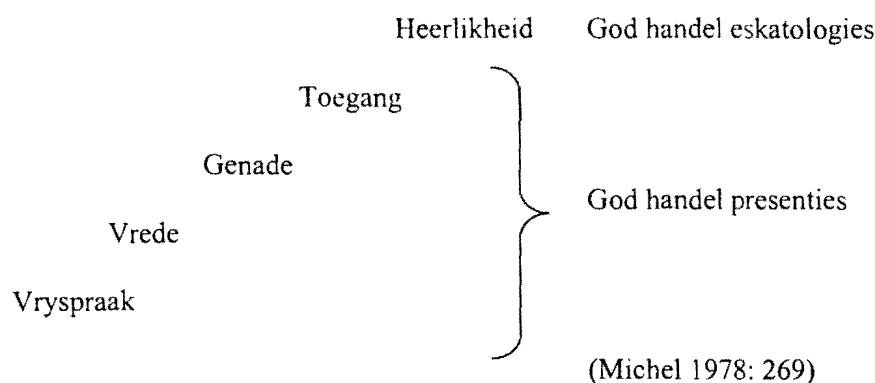 Heerlikheid God handel eskatologies
Toegang
Genade
God handel presenties
Vrede
Vryspraak
(Michel 1978: 269)